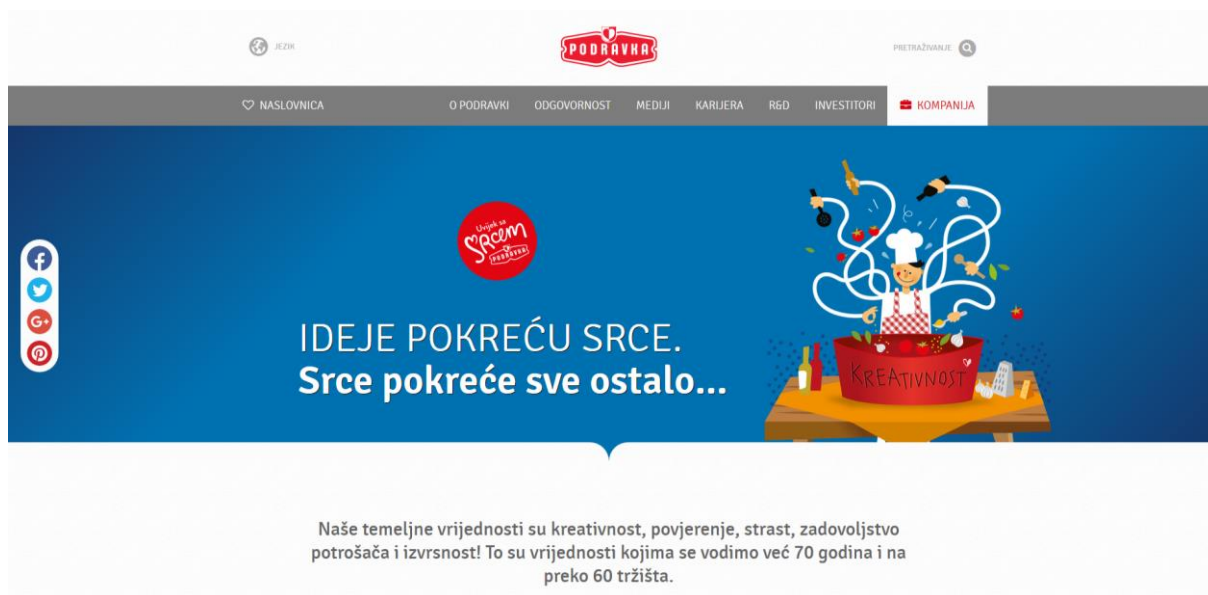 JEZIK
PODRAVKA
PRETRAŽIVANJE
NASLOVNICA
O PODRAVKI
ODGOVORNOST
MEDIJI
KARIJERA
R&D
INVESTITORI
KOMPANIJA
Uvijek sa
SRCEM
PODRAVKA
G+
IDEJE POKREĆU SRCE.
Srce pokreće sve ostalo...
KREATIVNOST
Naše temeljne vrijednosti su kreativnost, povjerenje, strast, zadovoljstvo
potrošača i izvrsnost! To su vrijednosti kojima se vodimo već 70 godina i na
preko 60 tržišta.